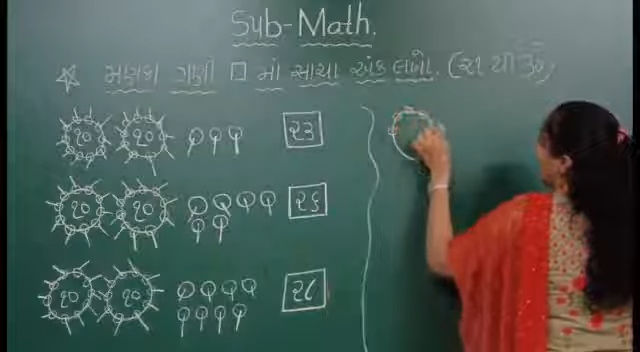 Sub-Math.
☆ મણકા ગણી □ માં સાચા અંક લખો. (૨૧ થી ૩૦)
૧૦ ૧૦ ૨૩
૧૦ ૧૦ ૨૬
૧૦ ૧૦ ૨૮